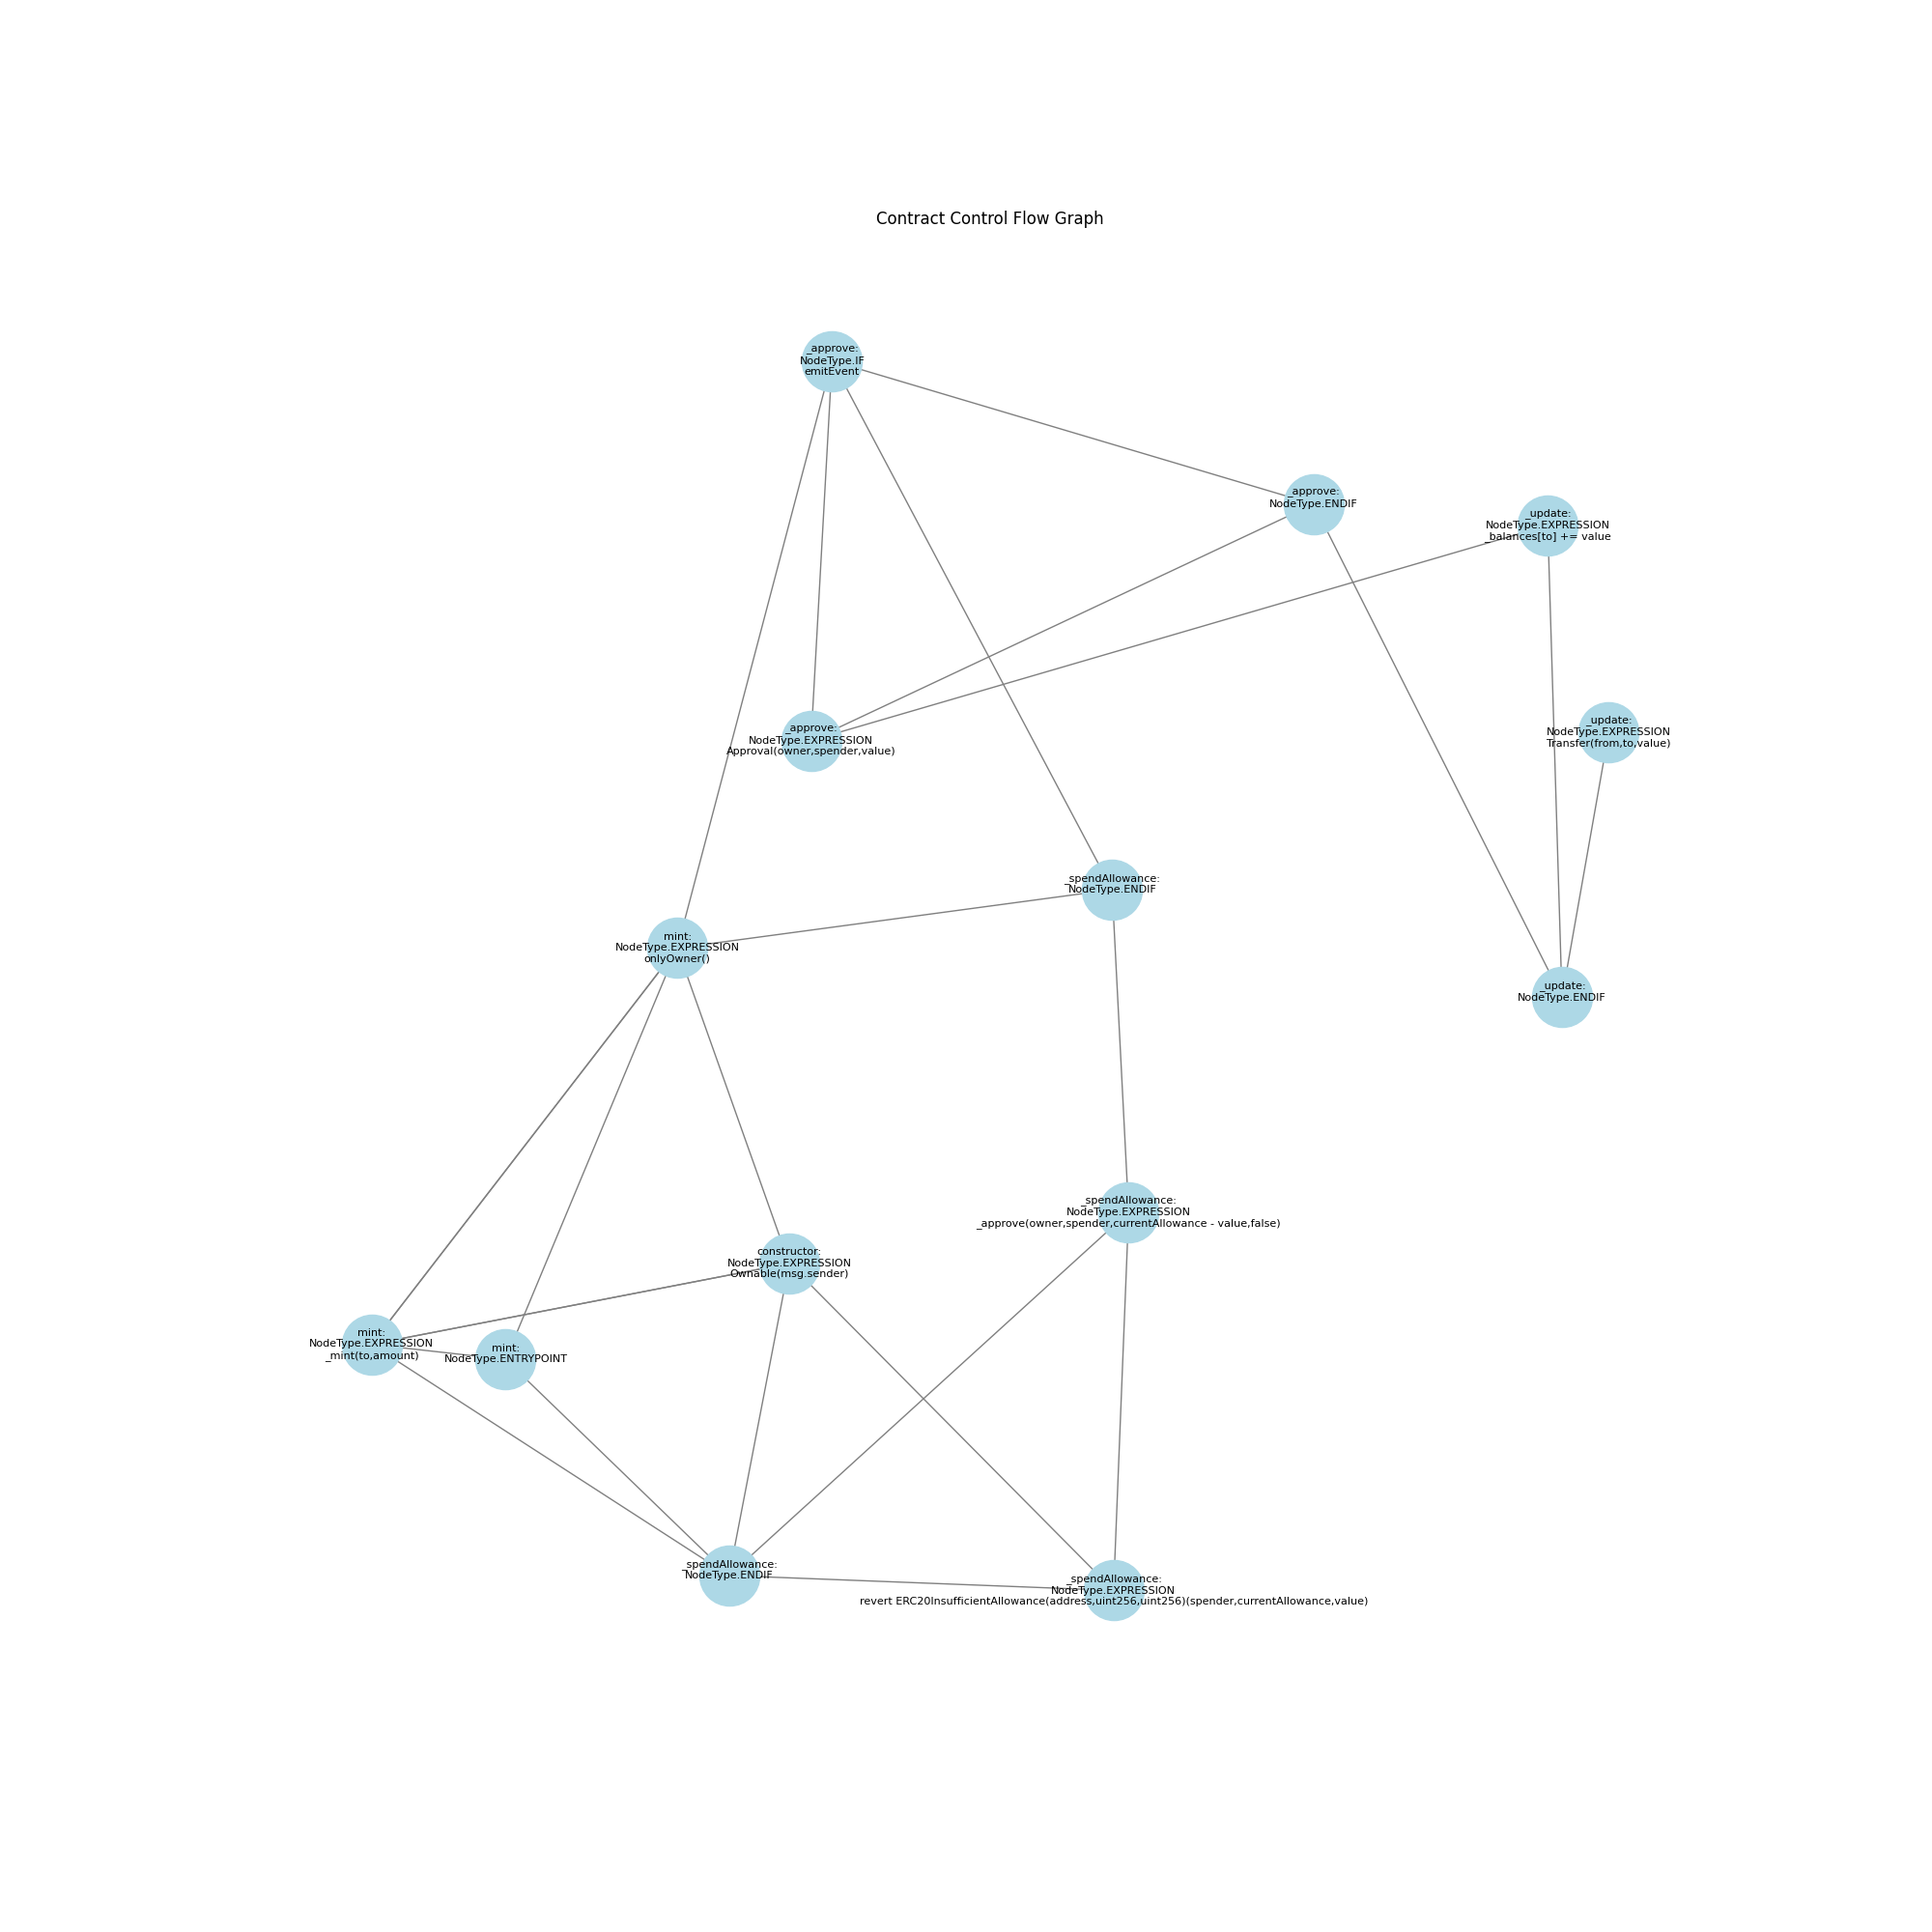 Contract Control Flow Graph
_approve:
NodeType.IF
emitEvent
_approve:
NodeType.ENDIF
_update:
NodeType.EXPRESSION
_balances[to] += value
_approve:
NodeType.EXPRESSION
Approval(owner,spender,value)
_update:
NodeType.EXPRESSION
Transfer(from,to,value)
_spendAllowance:
NodeType.ENDIF
mint:
NodeType.EXPRESSION
onlyOwner()
_update:
NodeType.ENDIF
_spendAllowance:
NodeType.EXPRESSION
_approve(owner,spender,currentAllowance - value,false)
constructor:
NodeType.EXPRESSION
Ownable(msg.sender)
mint:
NodeType.EXPRESSION
_mint(to,amount)
mint:
NodeType.ENTRYPOINT
_spendAllowance:
NodeType.ENDIF
_spendAllowance:
NodeType.EXPRESSION
revert ERC20InsufficientAllowance(address,uint256,uint256)(spender,currentAllowance,value)